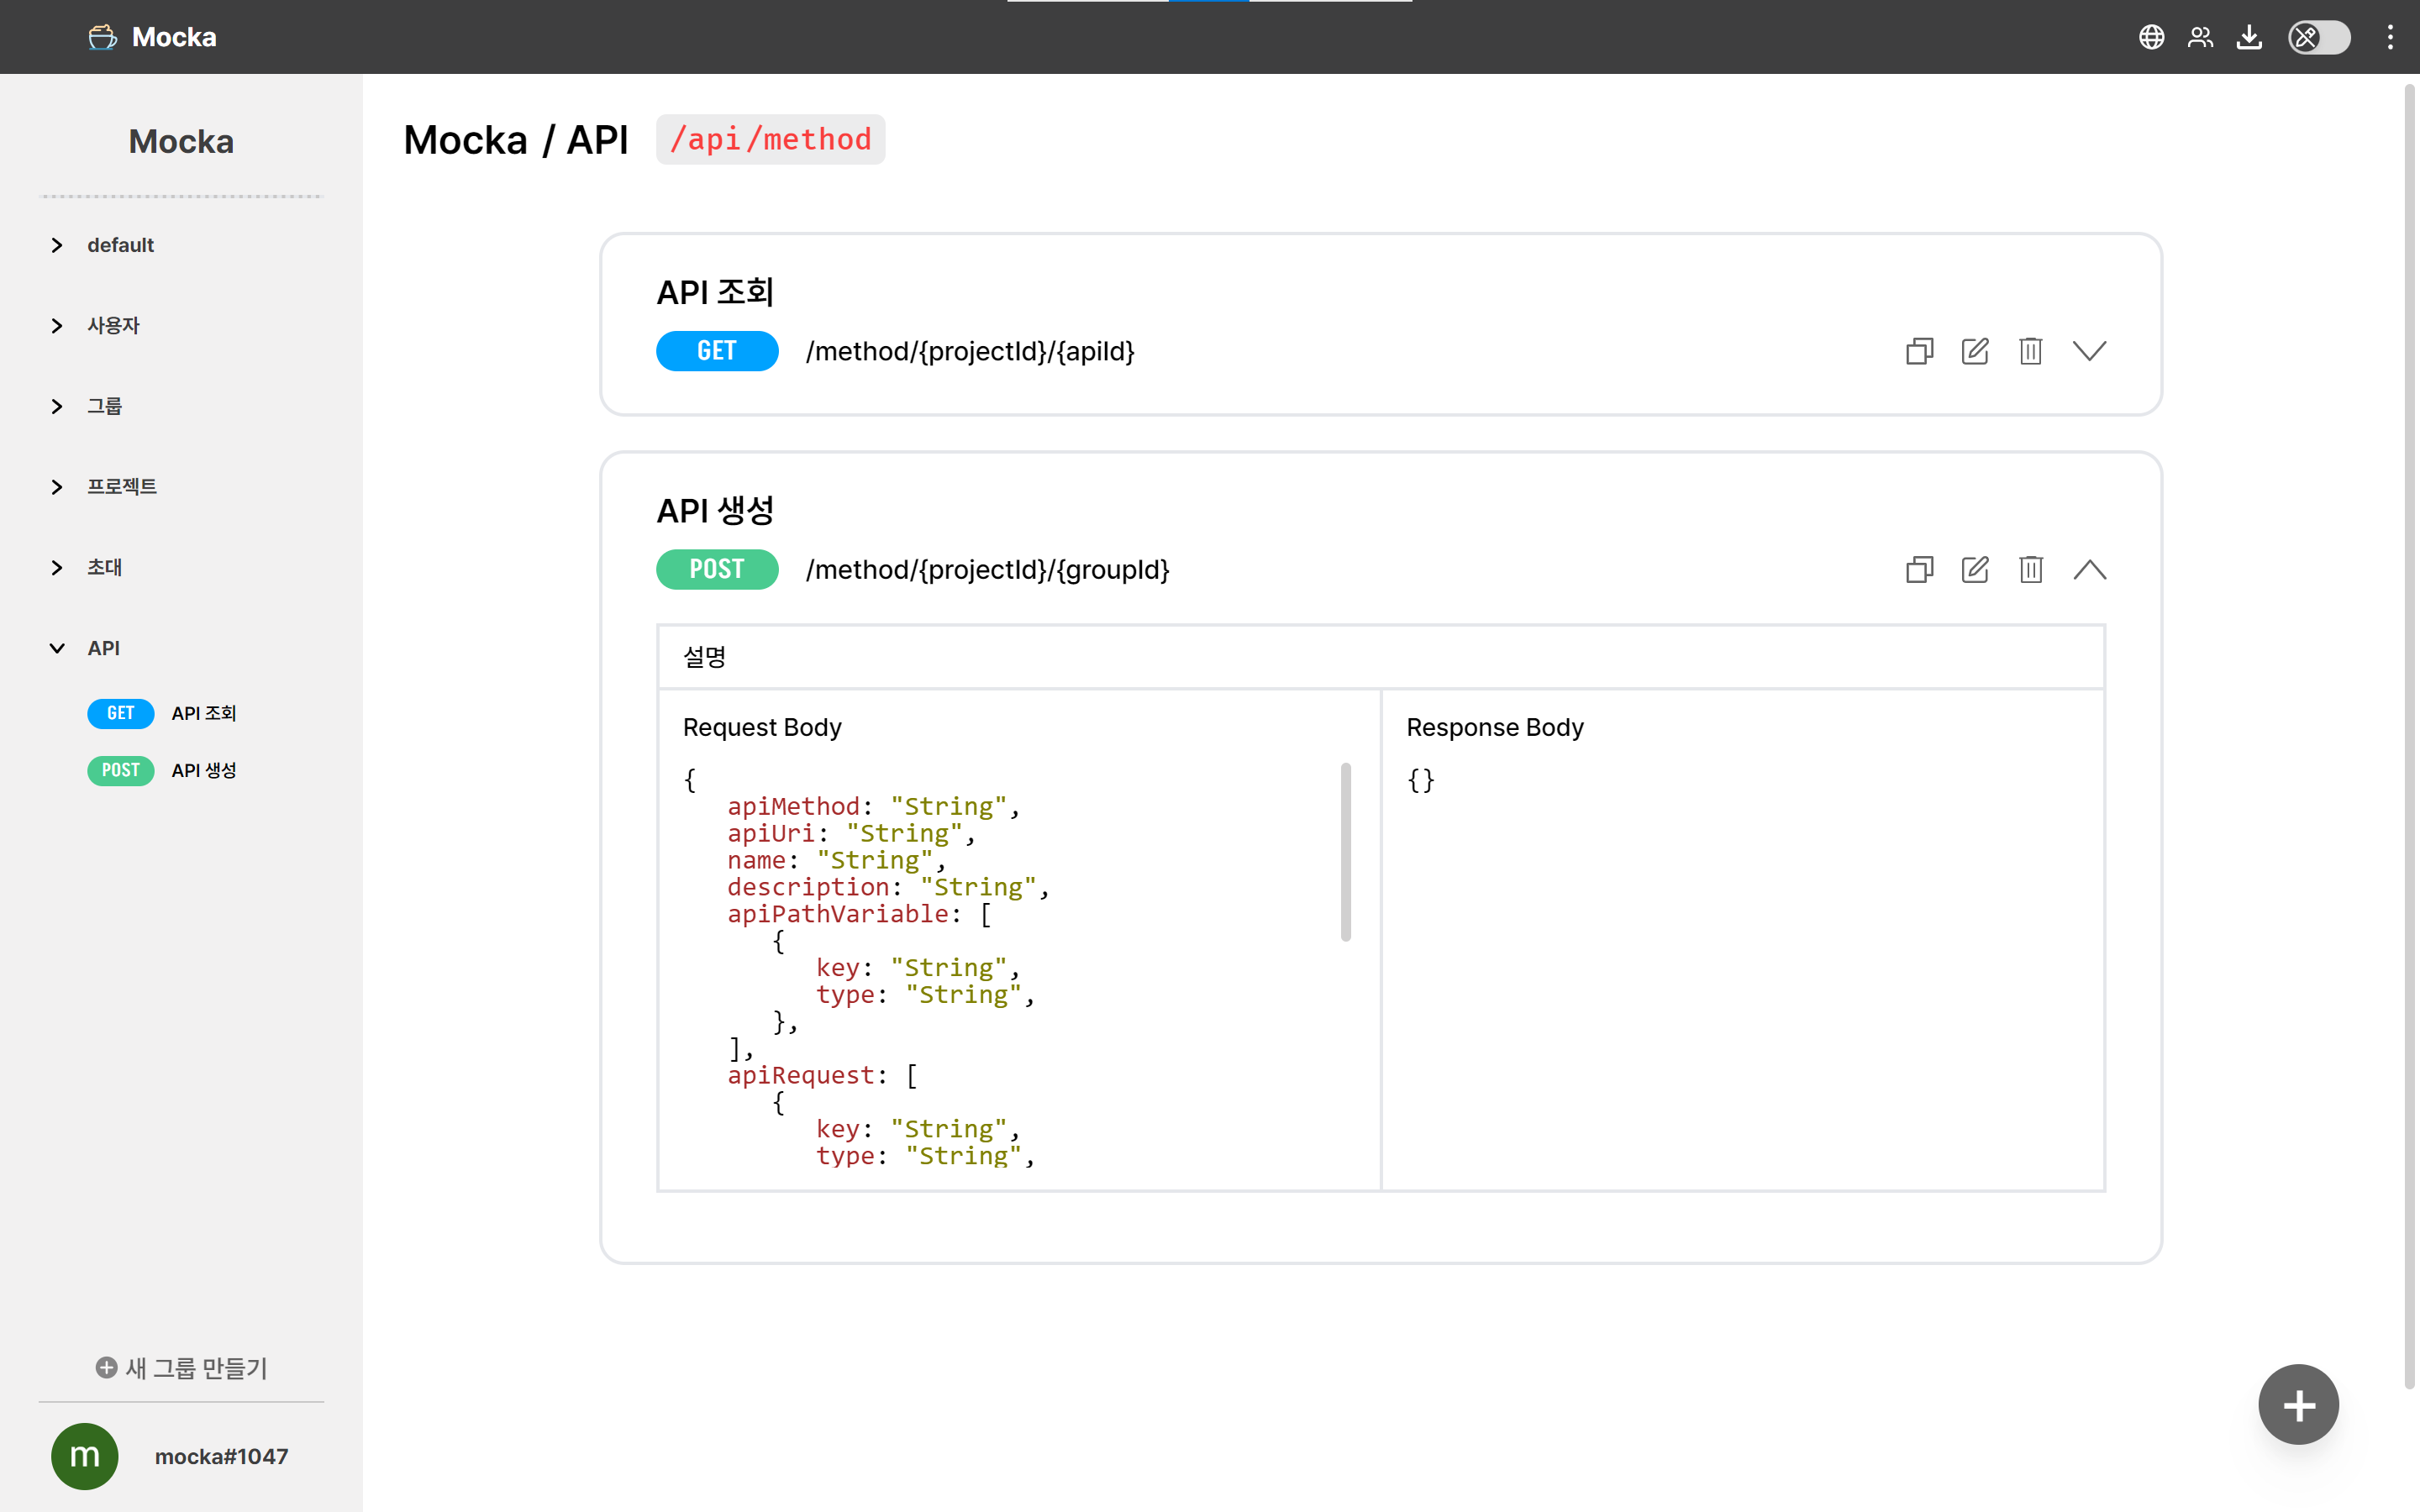 Mocka
Mocka
default
사용자
그룹
프로젝트
초대
API
GET API 조회
POST API 생성
새 그룹 만들기
m mocka#1047
Mocka / API /api/method
API 조회
GET /method/{projectId}/{apiId}
API 생성
POST /method/{projectId}/{groupId}
설명
Request Body
{
apiMethod: "String",
apiUri: "String",
name: "String",
description: "String",
apiPathVariable: [
{
key: "String",
type: "String",
},
],
apiRequest: [
{
key: "String",
type: "String",
Response Body
{}